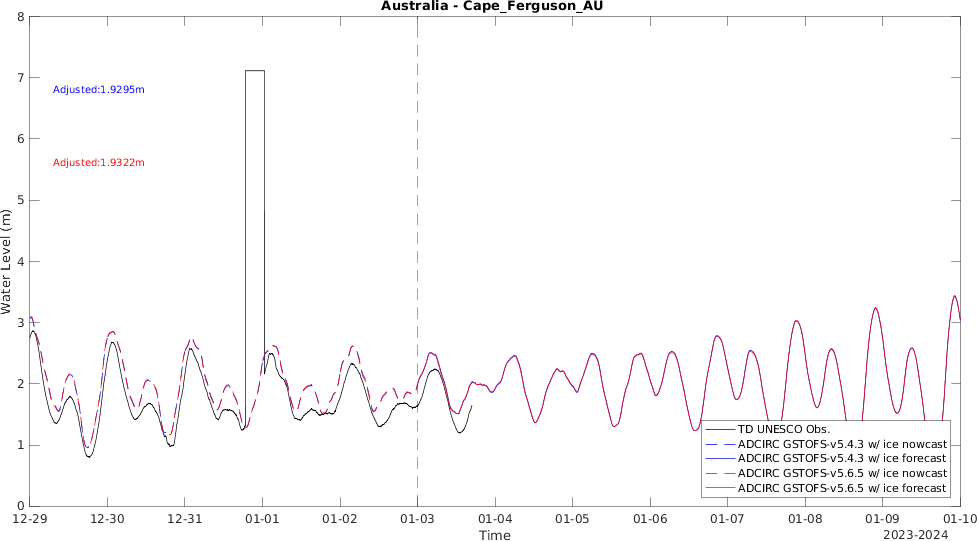 Australia - Cape_Ferguson_AU
8
7
6
5
4
3
2
1
0
Water Level (m)
Adjusted:1.9295m
Adjusted:1.9322m
TD UNESCO Obs.
ADCIRC GSTOFS-v5.4.3 w/ ice nowcast
ADCIRC GSTOFS-v5.4.3 w/ ice forecast
ADCIRC GSTOFS-v5.6.5 w/ ice nowcast
ADCIRC GSTOFS-v5.6.5 w/ ice forecast
12-29 12-30 12-31 01-01 01-02 01-03 01-04 01-05 01-06 01-07 01-08 01-09 01-10
Time
2023-2024